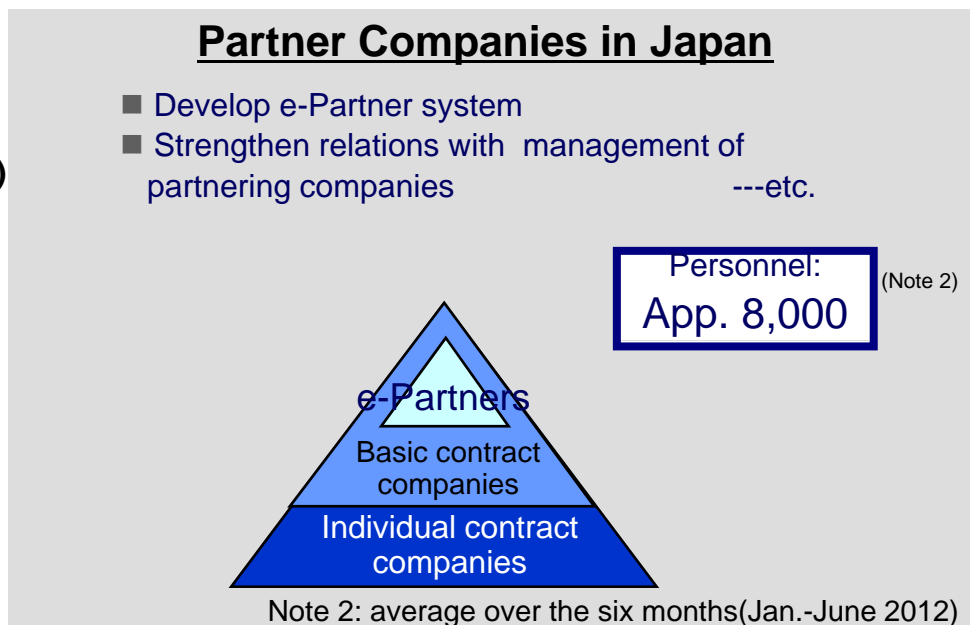 Partner Companies in Japan
■ Develop e-Partner system
■ Strengthen relations with management of
partnering companies ---etc.
)
Personnel:
App. 8,000
(Note 2)
e-Partners
Basic contract
companies
Individual contract
companies
Note 2: average over the six months(Jan.-June 2012)